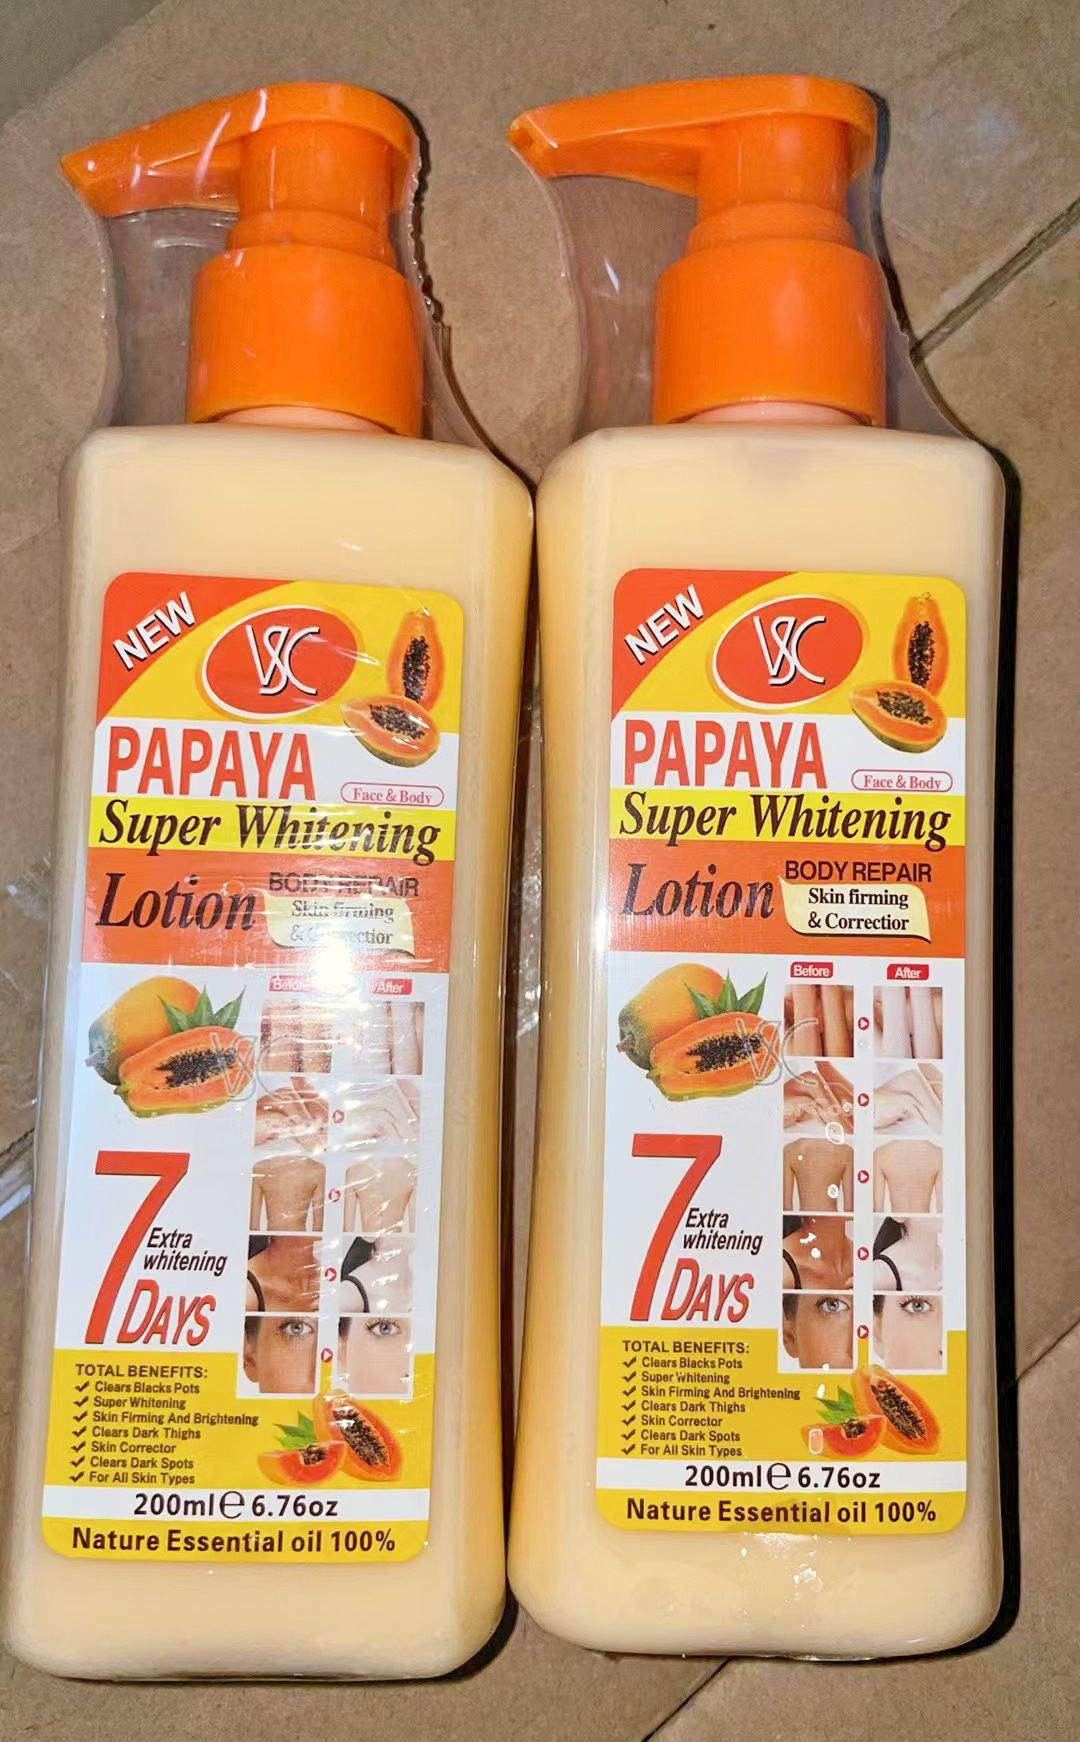 NEW
VSC
PAPAYA
Face & Body
Super Whitening
Lotion
BODY REPAIR
Skin firming
& Correctior
Before
After
VSC
7
Extra
whitening
DAYS
TOTAL BENEFITS:
Clears Blacks Pots
Super Whitening
Skin Firming And Brightening
Clears Dark Thighs
Skin Corrector
Clears Dark Spots
For All Skin Types
200ml℮6.76oz
Nature Essential oil 100%
NEW
VSC
PAPAYA
Face & Body
Super Whitening
Lotion
BODY REPAIR
Skin firming
& Correctior
Before
After
VSC
7
Extra
whitening
DAYS
TOTAL BENEFITS:
Clears Blacks Pots
Super Whitening
Skin Firming And Brightening
Clears Dark Thighs
Skin Corrector
Clears Dark Spots
For All Skin Types
200ml℮6.76oz
Nature Essential oil 100%